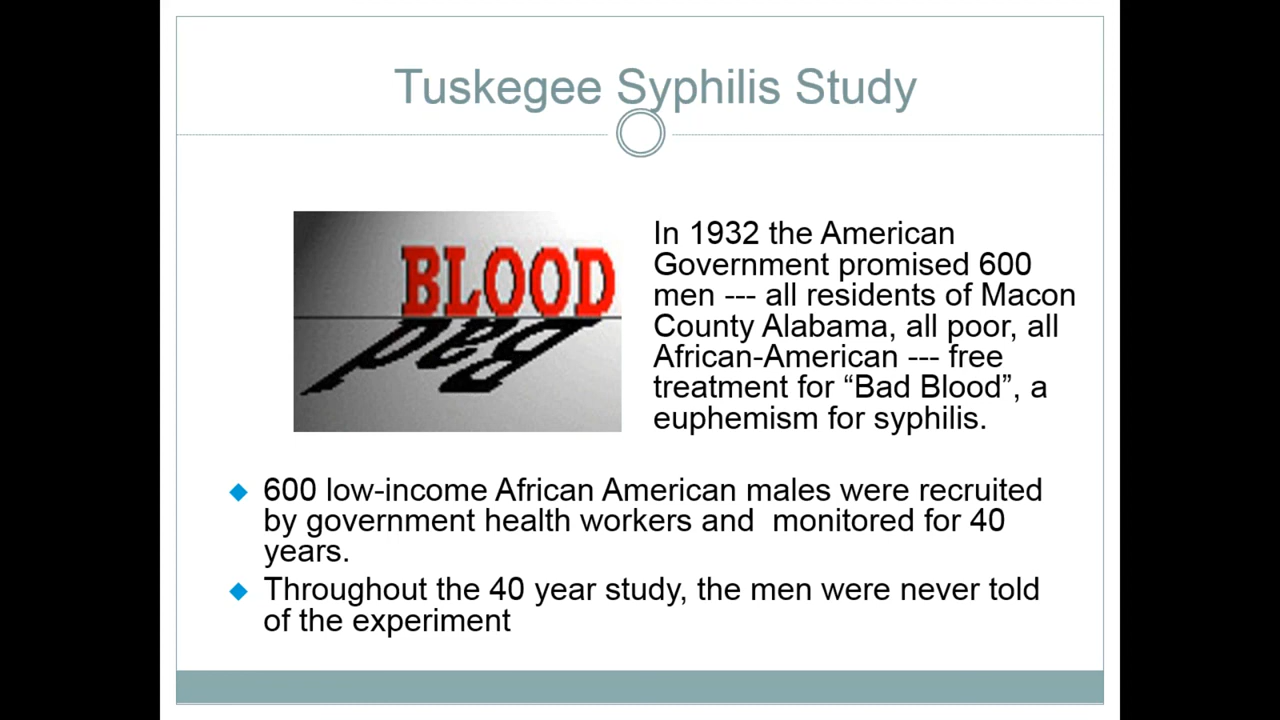 Tuskegee Syphilis Study
BLOOD
Bad
In 1932 the American
Government promised 600
men --- all residents of Macon
County Alabama, all poor, all
African-American --- free
treatment for “Bad Blood”, a
euphemism for syphilis.
600 low-income African American males were recruited
by government health workers and  monitored for 40
years.
Throughout the 40 year study, the men were never told
of the experiment